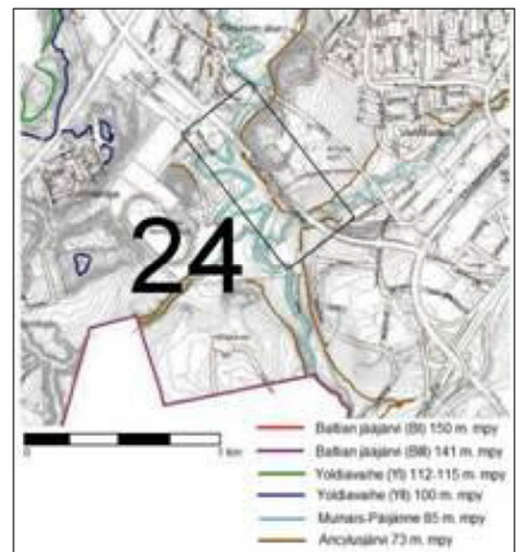 24
1 km
Baltian jääjärvi (BI) 150 m. mpy
Baltian jääjärvi (BIII) 141 m. mpy
Yoldiavaihe (YI) 112-115 m. mpy
Yoldiavaihe (YII) 100 m. mpy
Muinais-Päijänne 85 m. mpy
Ancylusjärvi 73 m. mpy